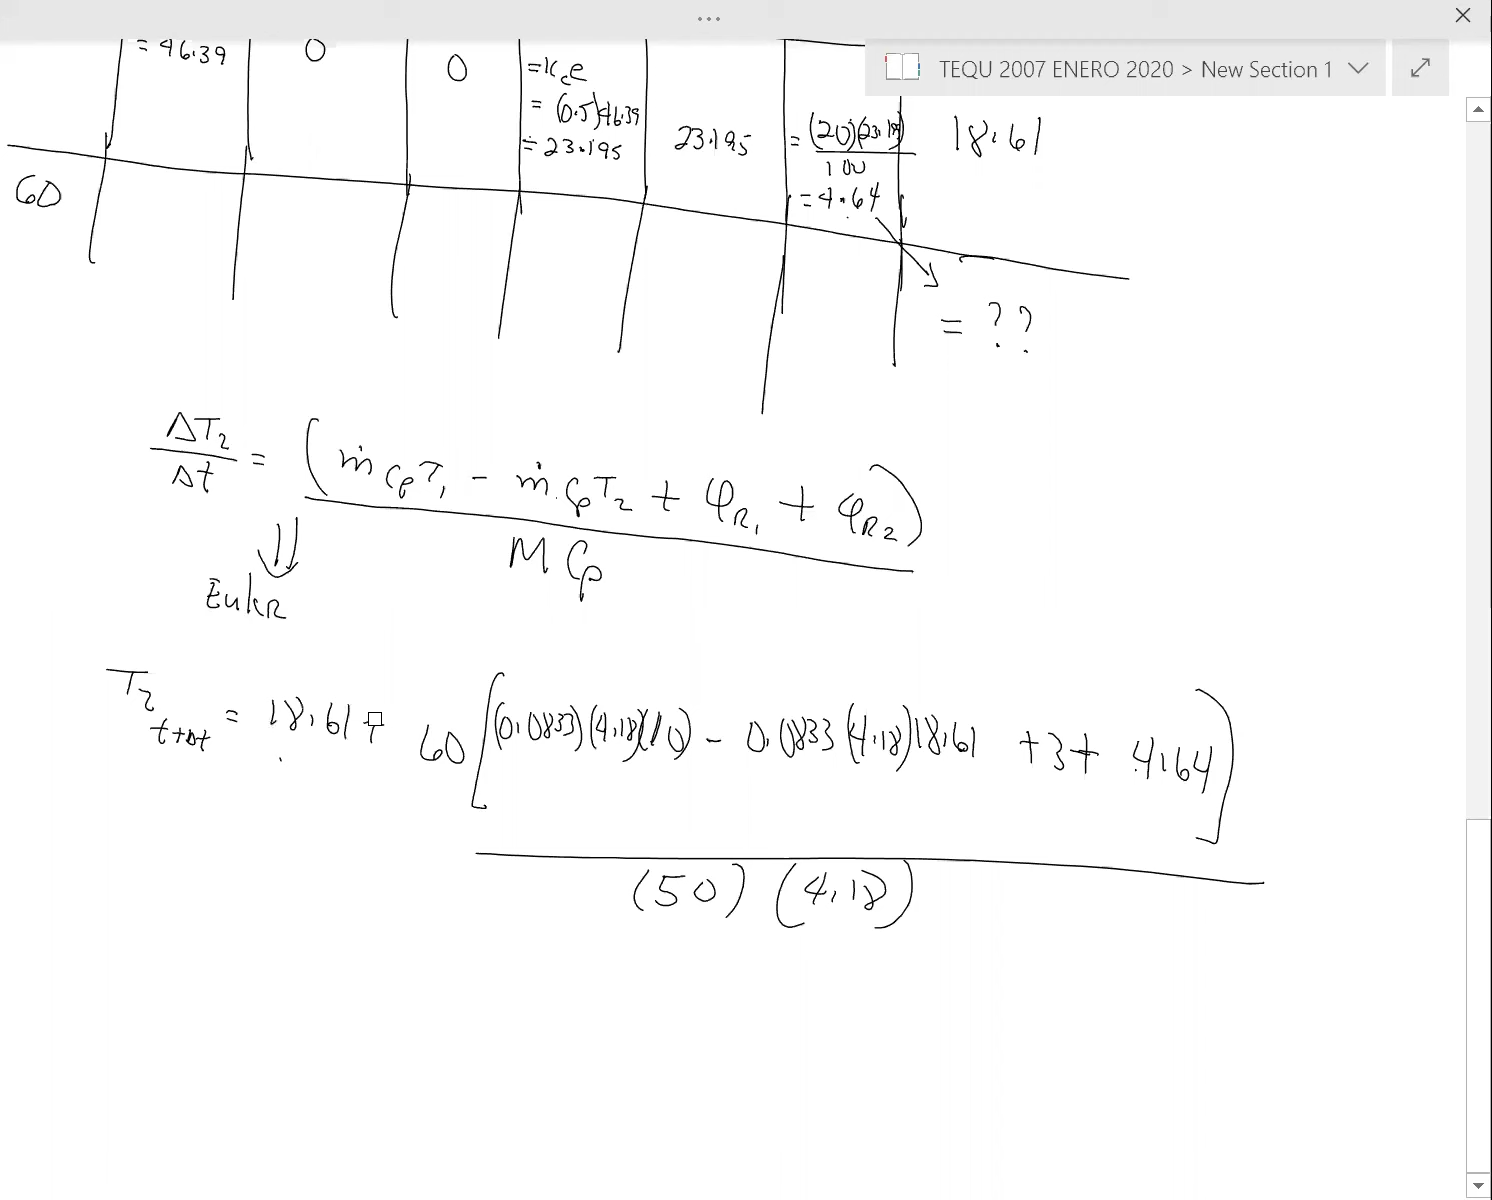 TEQU 2007 ENERO 2020 > New Section 1
= 46.39 0 0 =Kce
= (0.5)46.39
= 23.195 23.195 = (20)(23.195) 18.61
100
= 4.64
60
= ??
ΔT2 / Δt = (ṁ Cp T1 - ṁ Cp T2 + φR1 + φR2)
M Cp
⇓
Euler
T2 t+Δt = 18.61 + 60 [(0.0833)(4.18)(10) - 0.0833 (4.18)18.61 + 3 + 4.64]
(50) (4.18)